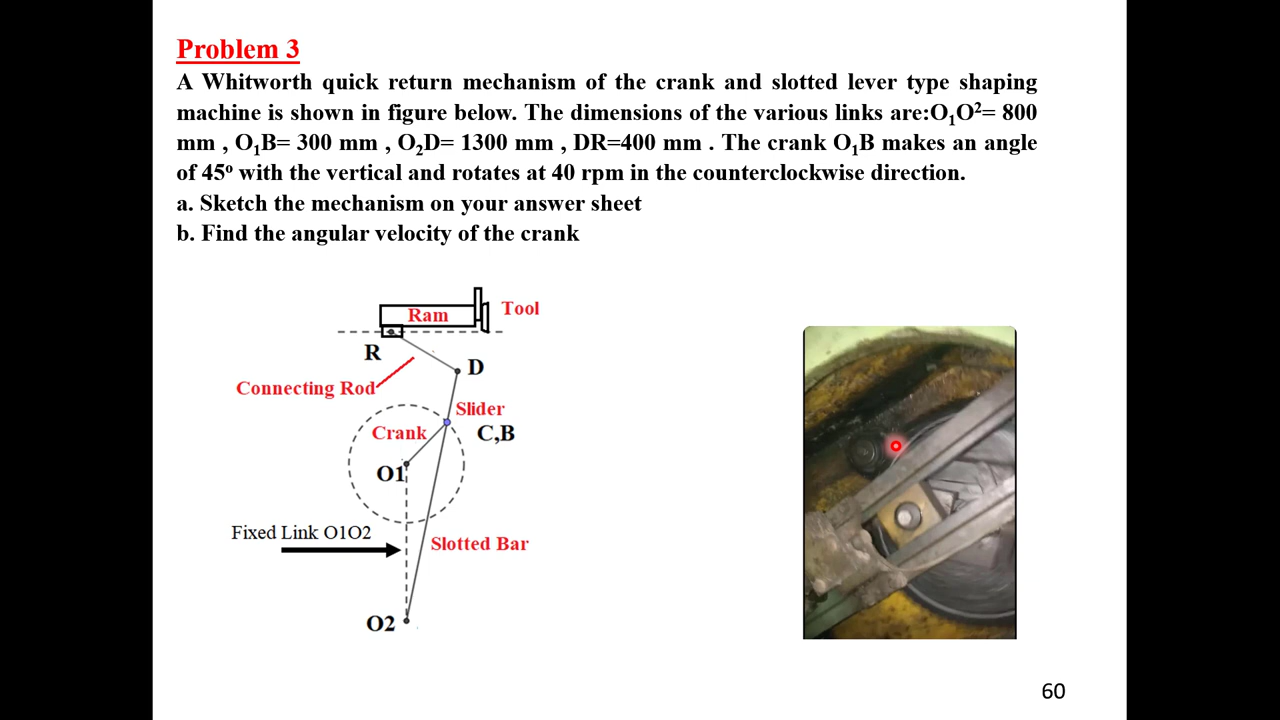 Problem 3
A Whitworth quick return mechanism of the crank and slotted lever type shaping
machine is shown in figure below. The dimensions of the various links are:O₁O²= 800
mm , O₁B= 300 mm , O₂D= 1300 mm , DR=400 mm . The crank O₁B makes an angle
of 45º with the vertical and rotates at 40 rpm in the counterclockwise direction.
a. Sketch the mechanism on your answer sheet
b. Find the angular velocity of the crank
Ram
Tool
R
D
Connecting Rod
Slider
Crank
C,B
O1
Fixed Link O1O2
Slotted Bar
O2
60